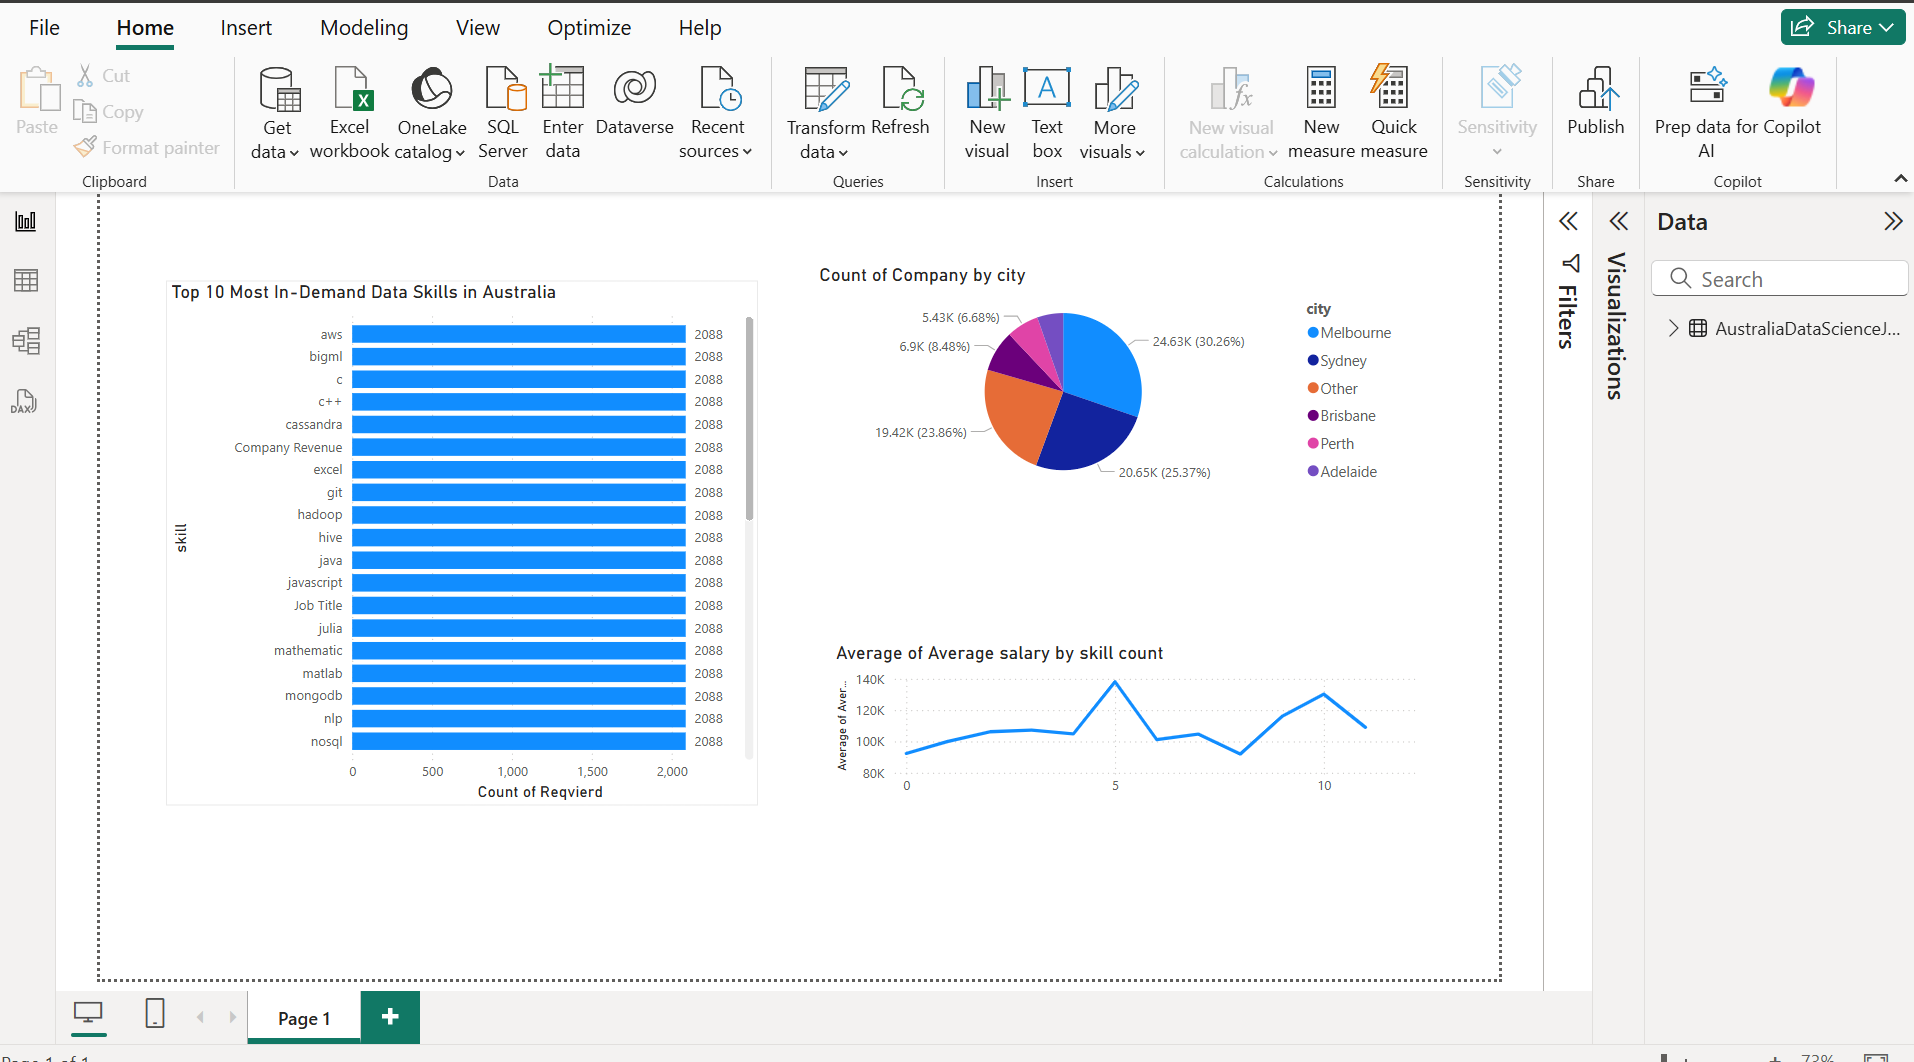 File Home Insert Modeling View Optimize Help Share
Paste
Cut
Copy
Format painter
Clipboard
Get data
Excel workbook
OneLake catalog
SQL Server
Enter data
Dataverse
Recent sources
Data
Transform data
Refresh
Queries
New visual
Text box
More visuals
Insert
New visual calculation
New measure
Quick measure
Calculations
Sensitivity
Sensitivity
Publish
Share
Prep data for AI
Copilot
Copilot
DAX
Top 10 Most In-Demand Data Skills in Australia
skill
aws 2088
bigml 2088
c 2088
c++ 2088
cassandra 2088
Company Revenue 2088
excel 2088
git 2088
hadoop 2088
hive 2088
java 2088
javascript 2088
Job Title 2088
julia 2088
mathematic 2088
matlab 2088
mongodb 2088
nlp 2088
nosql 2088
0 500 1,000 1,500 2,000
Count of Reqvierd
Count of Company by city
5.43K (6.68%)
6.9K (8.48%)
24.63K (30.26%)
19.42K (23.86%)
20.65K (25.37%)
city
Melbourne
Sydney
Other
Brisbane
Perth
Adelaide
Average of Average salary by skill count
Average of Aver...
140K
120K
100K
80K
0 5 10
Filters
Visualizations
Data
Search
AustraliaDataScienceJ...
Page 1
Page 1 of 1
73%